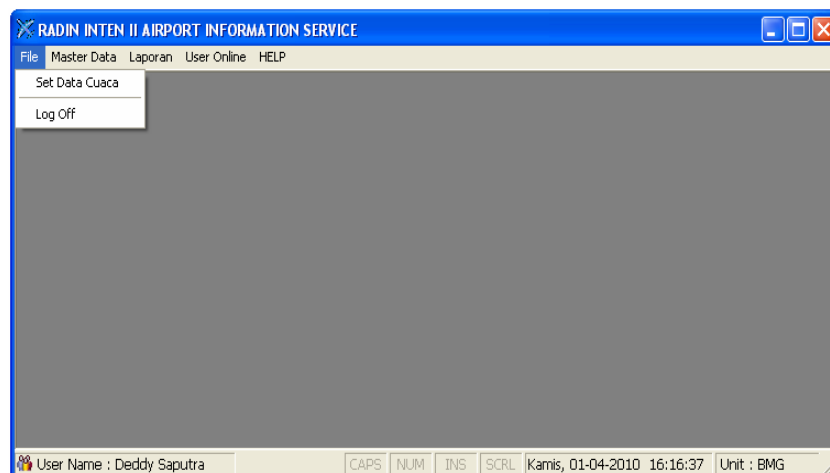 RADIN INTEN II AIRPORT INFORMATION SERVICE
File Master Data Laporan User Online HELP
Set Data Cuaca
Log Off
User Name : Deddy Saputra CAPS NUM INS SCRL Kamis, 01-04-2010 16:16:37 Unit : BMG